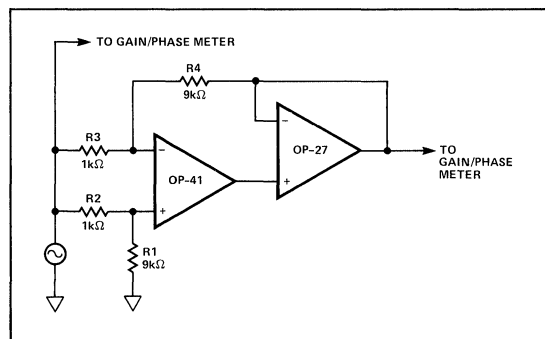 TO GAIN/PHASE METER
R4
9kΩ
R3
1kΩ
−
OP-41
+
R2
1kΩ
R1
9kΩ
−
OP-27
+
TO
GAIN/PHASE
METER